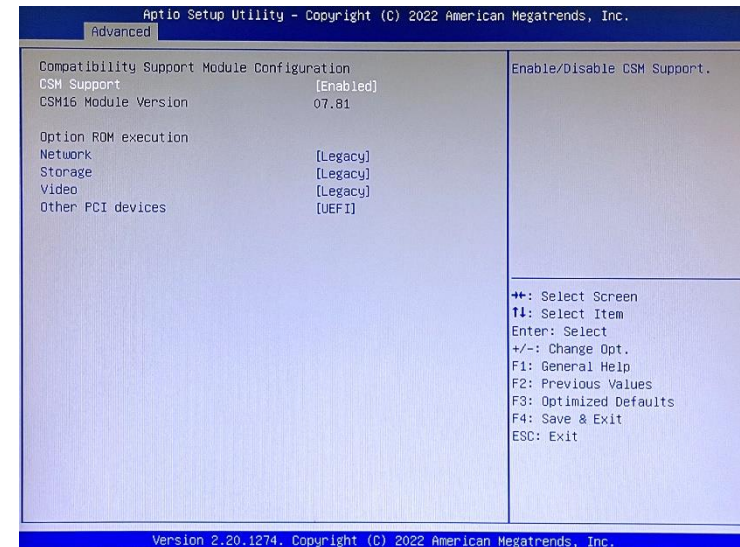 Aptio Setup Utility - Copyright (C) 2022 American Megatrends, Inc.
Advanced
Compatibility Support Module Configuration
CSM Support [Enabled]
CSM16 Module Version 07.81
Option ROM execution
Network [Legacy]
Storage [Legacy]
Video [Legacy]
Other PCI devices [UEFI]
Enable/Disable CSM Support.
→←: Select Screen
↑↓: Select Item
Enter: Select
+/-: Change Opt.
F1: General Help
F2: Previous Values
F3: Optimized Defaults
F4: Save & Exit
ESC: Exit
Version 2.20.1274. Copyright (C) 2022 American Megatrends, Inc.